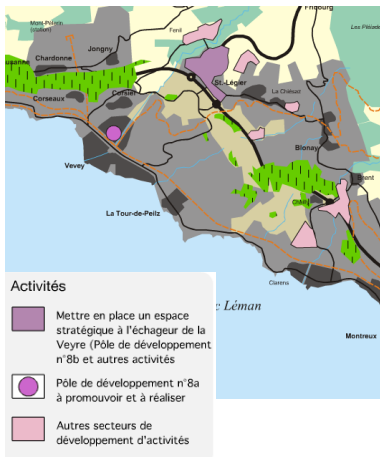 Fribourg
Mont-Pèlerin
(station)
Fenil
Les Pléiades
Jongny
Chardonne
Lausanne
St.-Légier
La Chiésaz
Corseaux
Corsier
Blonay
Vevey
Brent
Chailly
La Tour-de-Peilz
Clarens
Léman
Montreux
Activités
Mettre en place un espace
stratégique à l'échageur de la
Veyre (Pôle de développement
n°8b et autres activités
Pôle de développement n°8a
à promouvoir et à réaliser
Autres secteurs de
développement d'activités